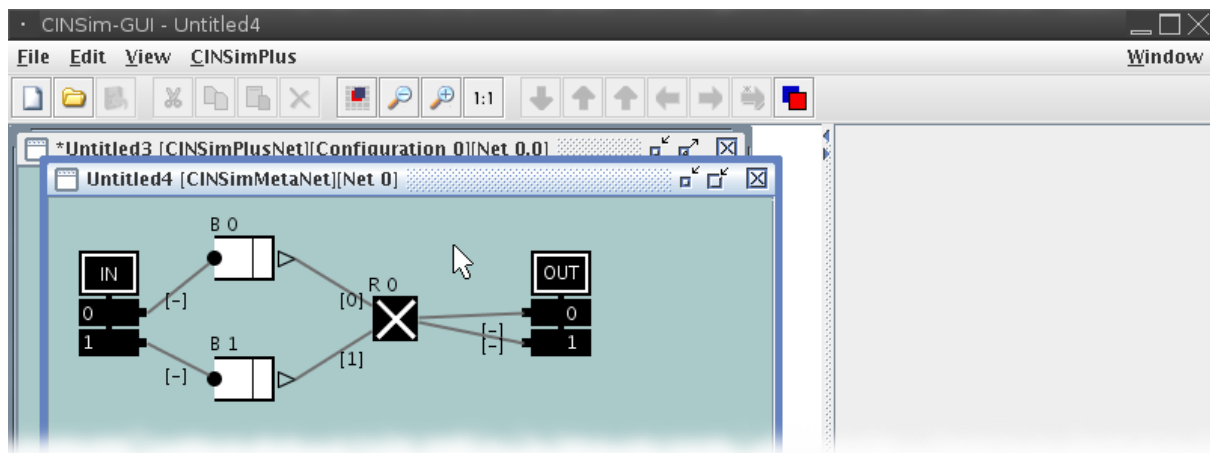 CINSim-GUI - Untitled4
File Edit View CINSimPlus Window
1:1
*Untitled3 [CINSimPlusNet][Configuration 0][Net 0.0]
Untitled4 [CINSimMetaNet][Net 0]
B 0
IN
OUT
R 0
[-]
[0]
0
0
[-]
1
1
B 1
[-]
[1]
[-]